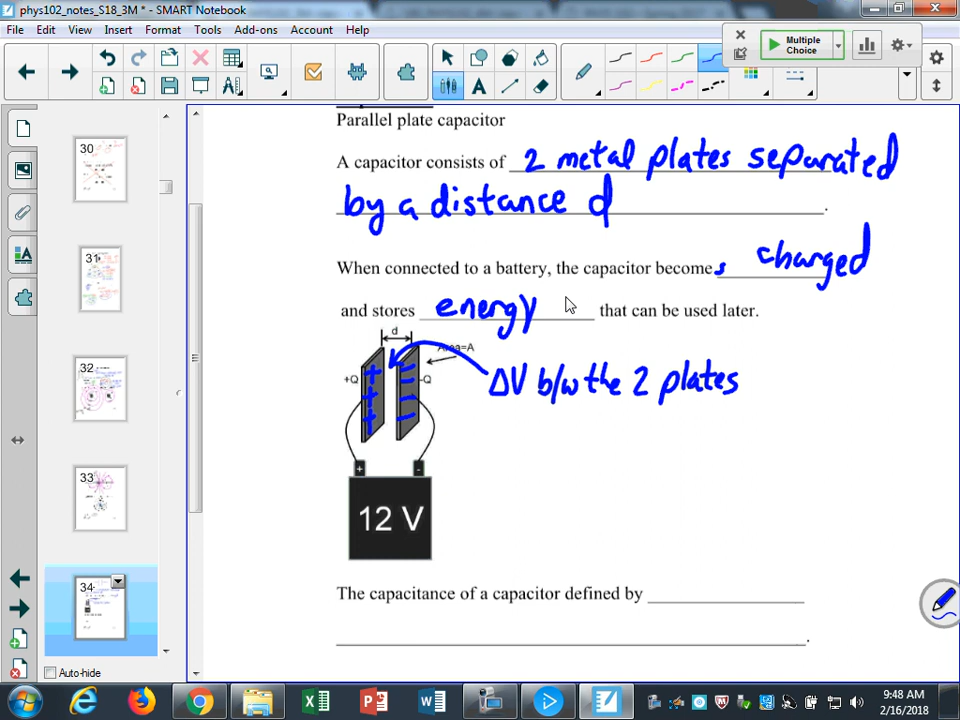 phys102_notes_S18_3M * - SMART Notebook
File Edit View Insert Format Tools Add-ons Account Help
Multiple Choice
30
31
32
33
34
Auto-hide
Parallel plate capacitor
A capacitor consists of 2 metal plates separated
by a distance d.
When connected to a battery, the capacitor becomes charged
and stores energy that can be used later.
d
Area=A
+Q -Q
+ + + +
- - - -
ΔV b/w the 2 plates
+ -
12 V
The capacitance of a capacitor defined by
.
9:48 AM
2/16/2018